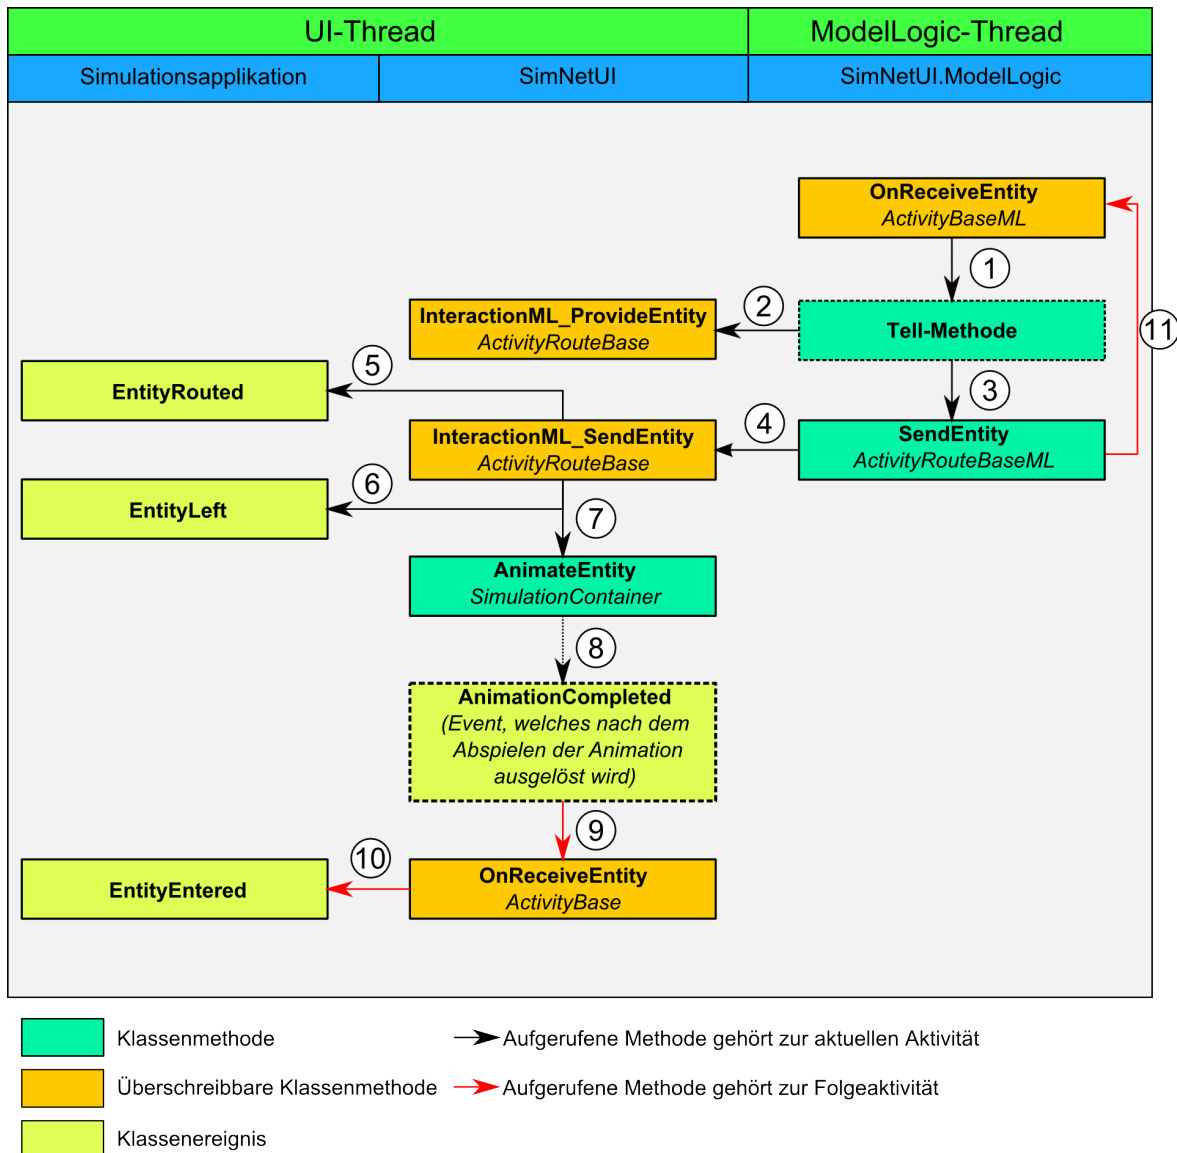 UI-Thread
ModelLogic-Thread
Simulationsapplikation
SimNetUI
SimNetUI.ModelLogic
OnReceiveEntity
ActivityBaseML
1
Tell-Methode
2
InteractionML_ProvideEntity
ActivityRouteBase
11
3
5
EntityRouted
SendEntity
ActivityRouteBaseML
4
InteractionML_SendEntity
ActivityRouteBase
6
EntityLeft
7
AnimateEntity
SimulationContainer
8
AnimationCompleted
(Event, welches nach dem
Abspielen der Animation
ausgelöst wird)
9
OnReceiveEntity
ActivityBase
10
EntityEntered
Klassenmethode
Aufgerufene Methode gehört zur aktuellen Aktivität
Überschreibbare Klassenmethode
Aufgerufene Methode gehört zur Folgeaktivität
Klassenereignis